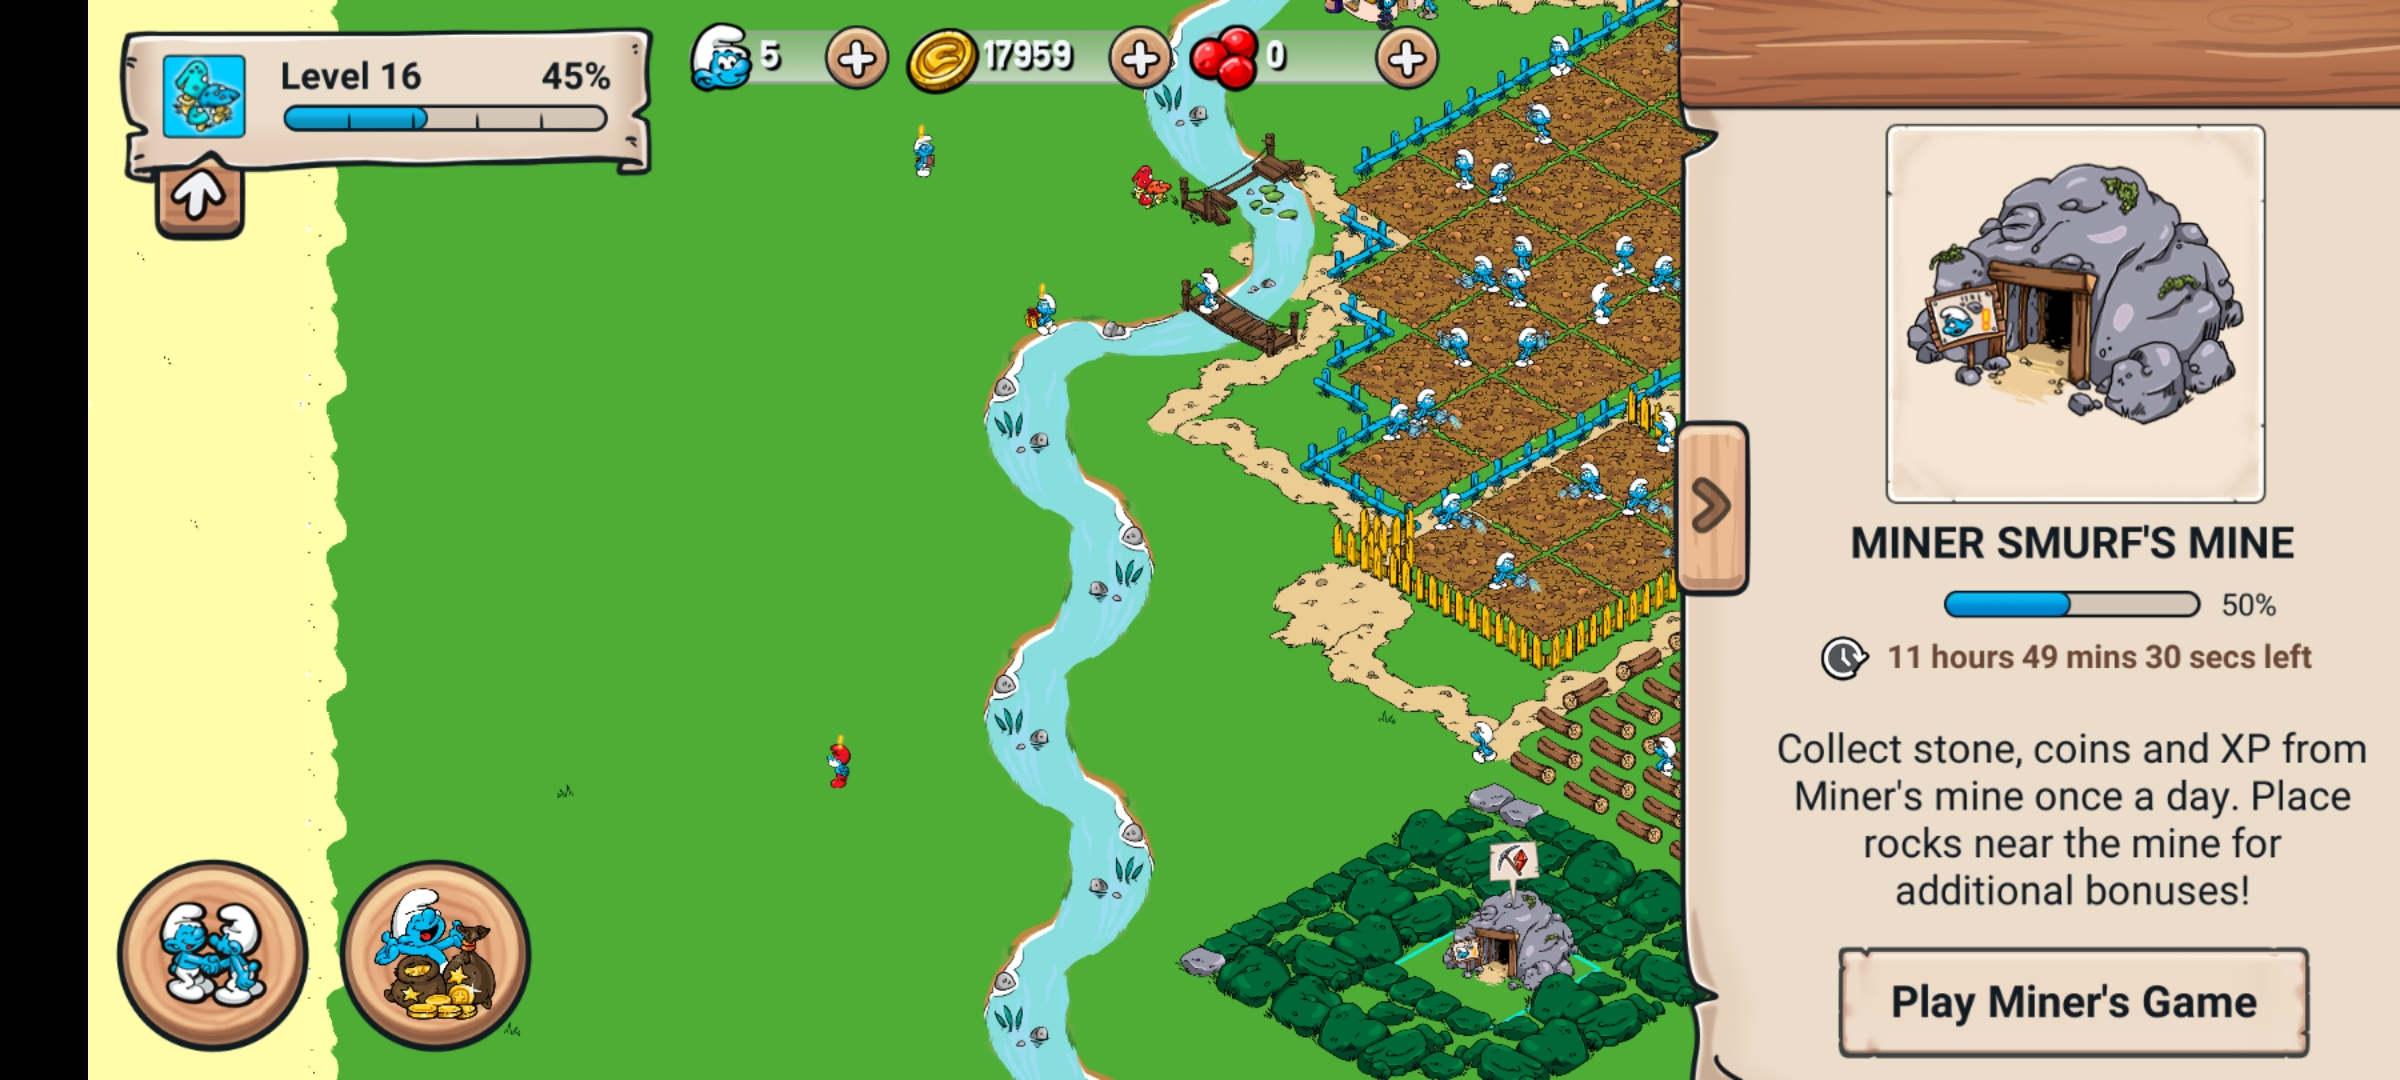 Level 16 45%
5
17959
0
MINER SMURF'S MINE
50%
11 hours 49 mins 30 secs left
Collect stone, coins and XP from
Miner's mine once a day. Place
rocks near the mine for
additional bonuses!
Play Miner's Game